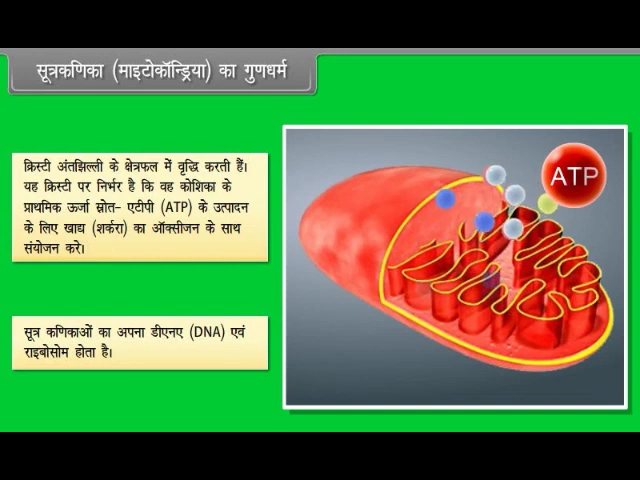 सूत्रकणिका (माइटोकॉन्ड्रिया) का गुणधर्म
क्रिस्टी अंतझिल्ली के क्षेत्रफल में वृद्धि करती हैं।
यह क्रिस्टी पर निर्भर है कि वह कोशिका के
प्राथमिक ऊर्जा स्रोत- एटीपी (ATP) के उत्पादन
के लिए खाद्य (शर्करा) का ऑक्सीजन के साथ
संयोजन करे।
ATP
सूत्र कणिकाओं का अपना डीएनए (DNA) एवं
राइबोसोम होता है।